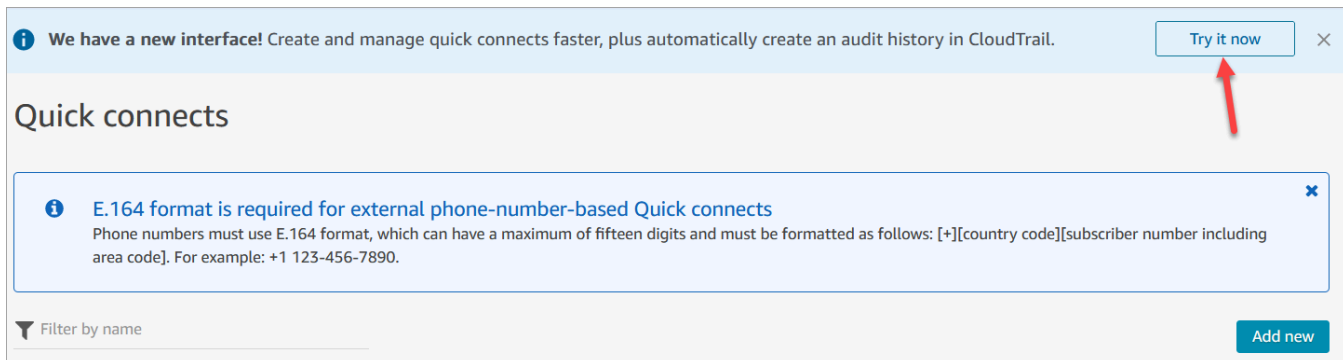 We have a new interface! Create and manage quick connects faster, plus automatically create an audit history in CloudTrail.
Try it now
Quick connects
E.164 format is required for external phone-number-based Quick connects
Phone numbers must use E.164 format, which can have a maximum of fifteen digits and must be formatted as follows: [+][country code][subscriber number including
area code]. For example: +1 123-456-7890.
Filter by name
Add new